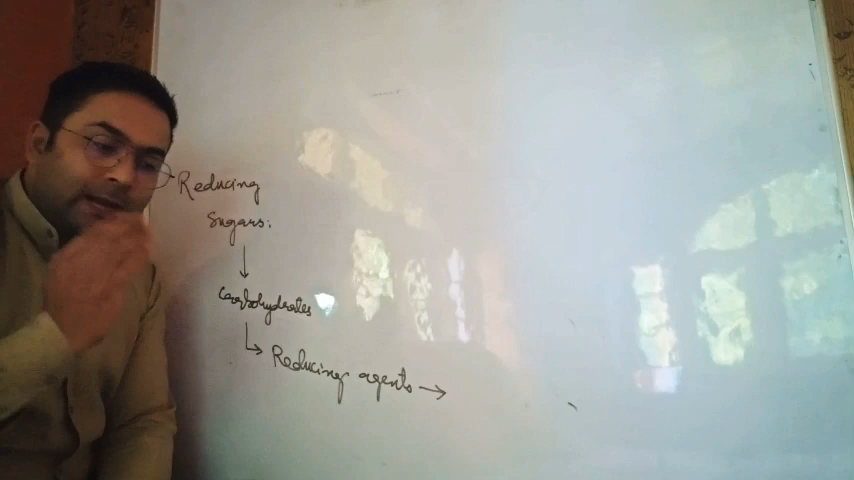 Reducing
Sugars:
↓
Carbohydrates
↳ Reducing agents →